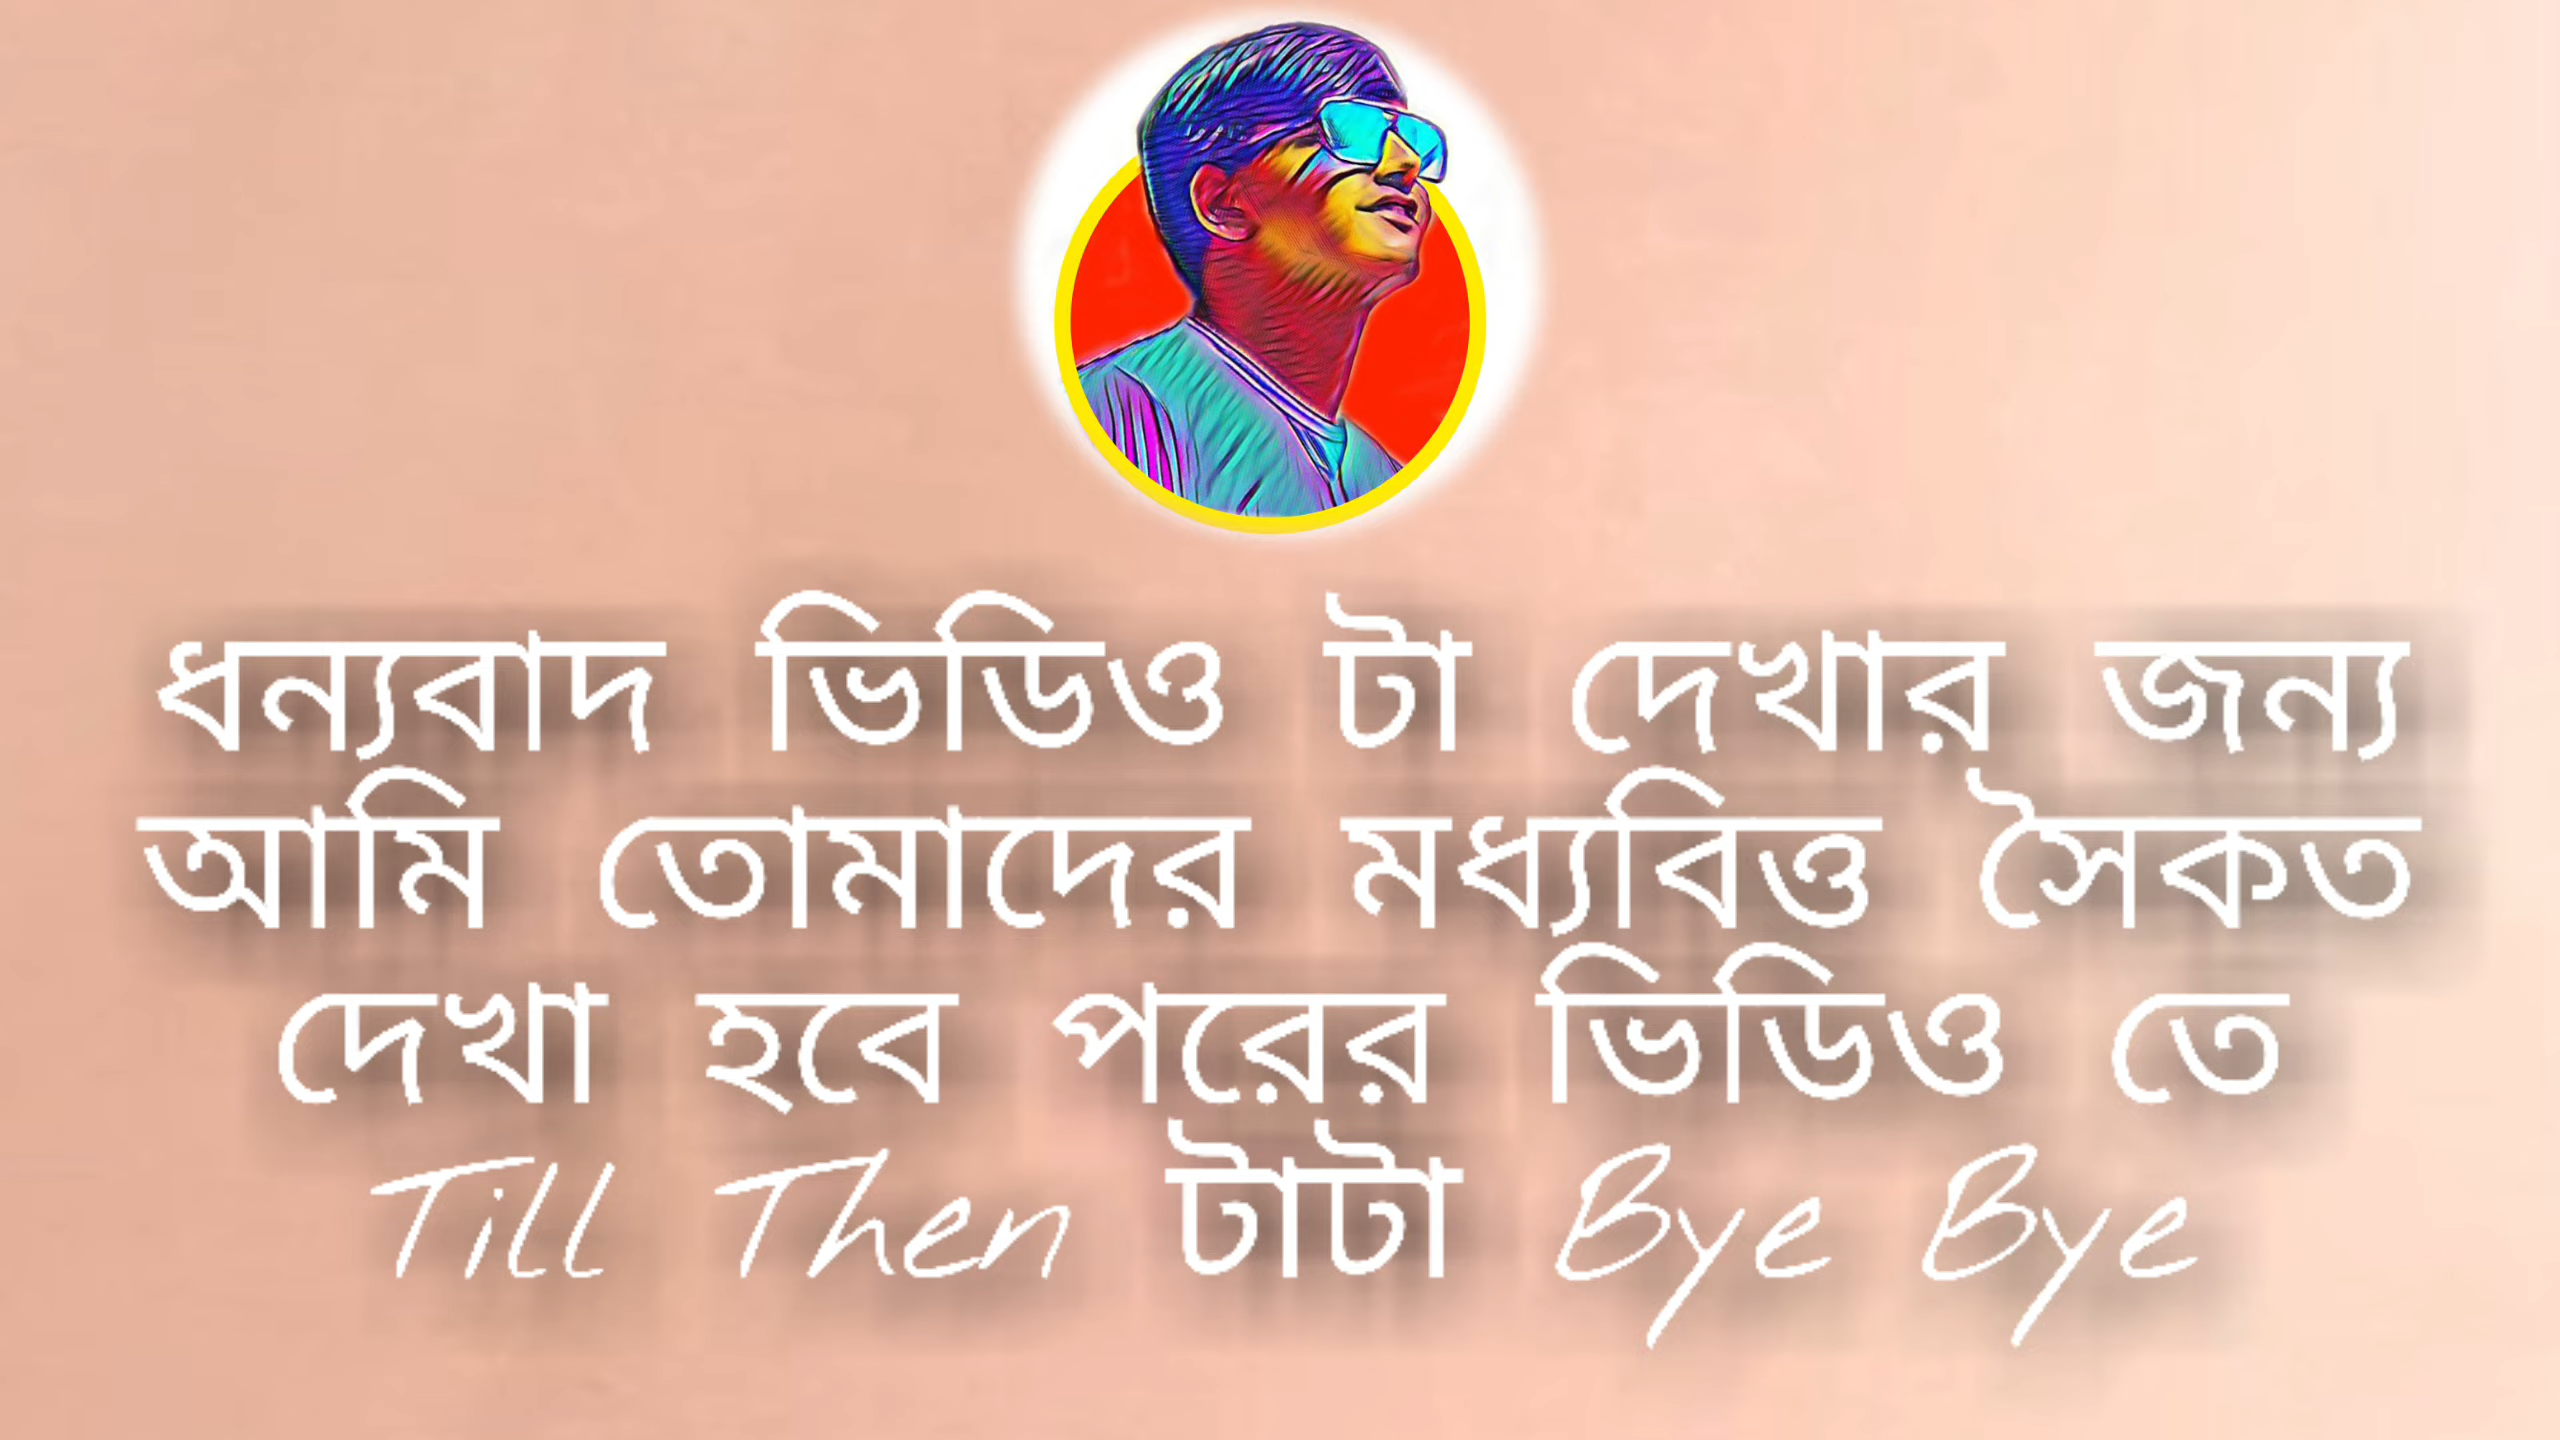 ধন্যবাদ ভিডিও টা দেখার জন্য
আমি তোমাদের মধ্যবিত্ত সৈকত
দেখা হবে পরের ভিডিও তে
Till Then টাটা Bye Bye